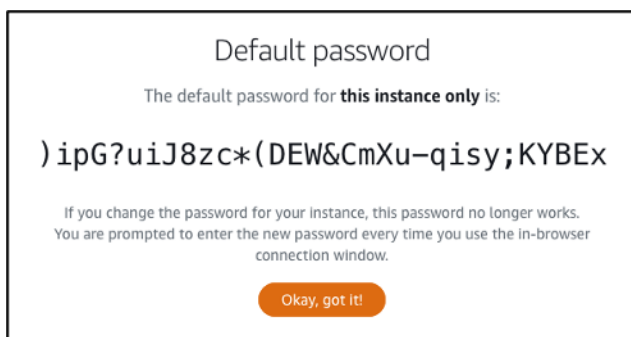 Default password
The default password for this instance only is:
)ipG?uiJ8zc*(DEW&CmXu-qisy;KYBEx
If you change the password for your instance, this password no longer works.
You are prompted to enter the new password every time you use the in-browser
connection window.
Okay, got it!